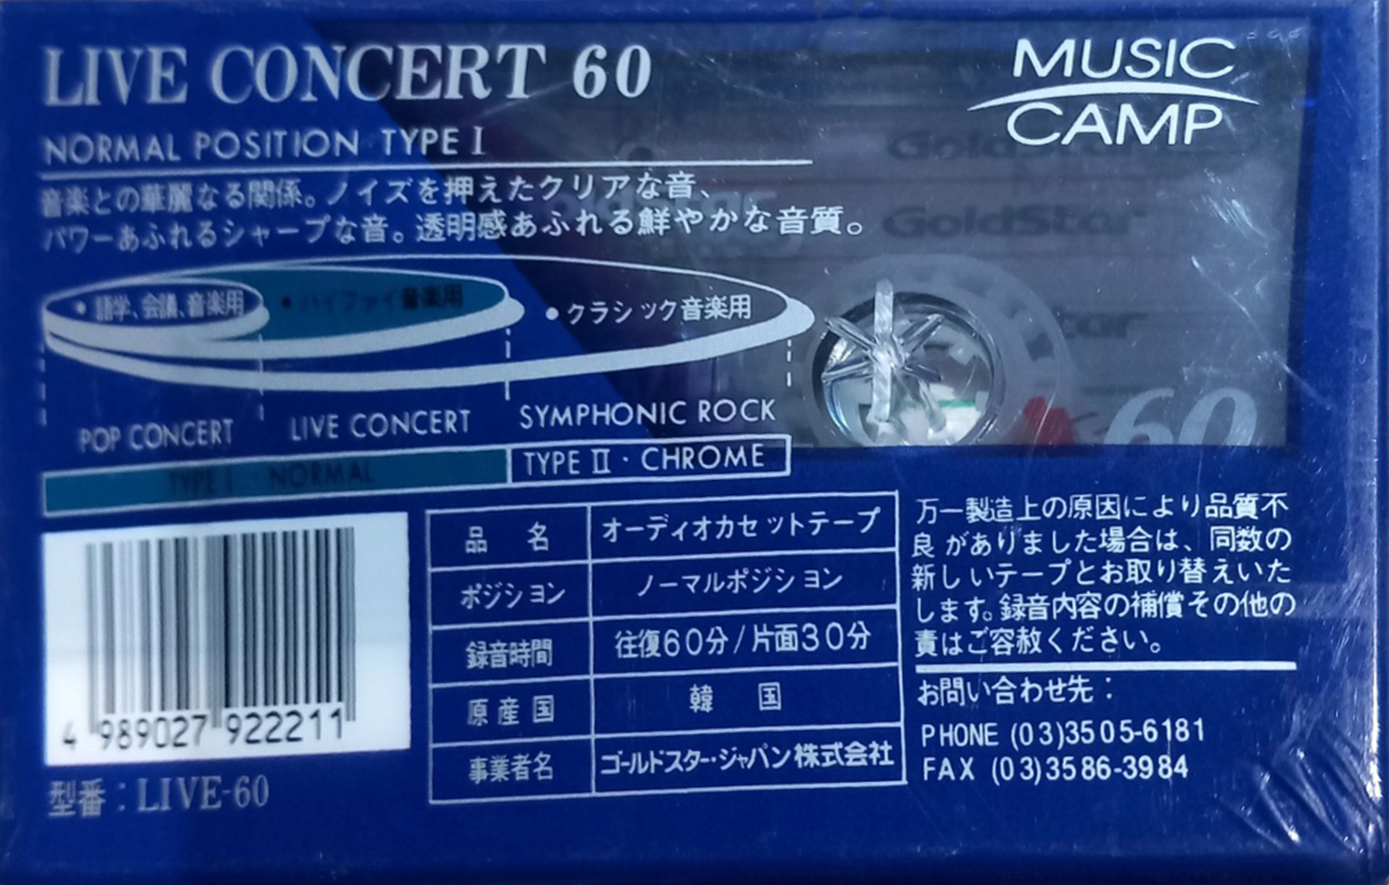 LIVE CONCERT 60
MUSIC
CAMP
NORMAL POSITION TYPE I
音楽との華麗なる関係。ノイズを押えたクリアな音、
パワーあふれるシャープな音。透明感あふれる鮮やかな音質。
GoldStar
GoldStar
• 語学、会議、音楽用
• ハイファイ音楽用
• クラシック音楽用
60
POP CONCERT
LIVE CONCERT
SYMPHONIC ROCK
TYPE I・NORMAL
TYPE II・CHROME
品 名 オーディオカセットテープ
ポジション ノーマルポジション
録音時間 往復60分/片面30分
原産国 韓 国
事業者名 ゴールドスター・ジャパン株式会社
万一製造上の原因により品質不
良がありました場合は、同数の
新しいテープとお取り替えいた
します。録音内容の補償その他の
責はご容赦ください。
お問い合わせ先：
PHONE (03)3505-6181
FAX (03)3586-3984
4 989027 922211
型番：LIVE-60